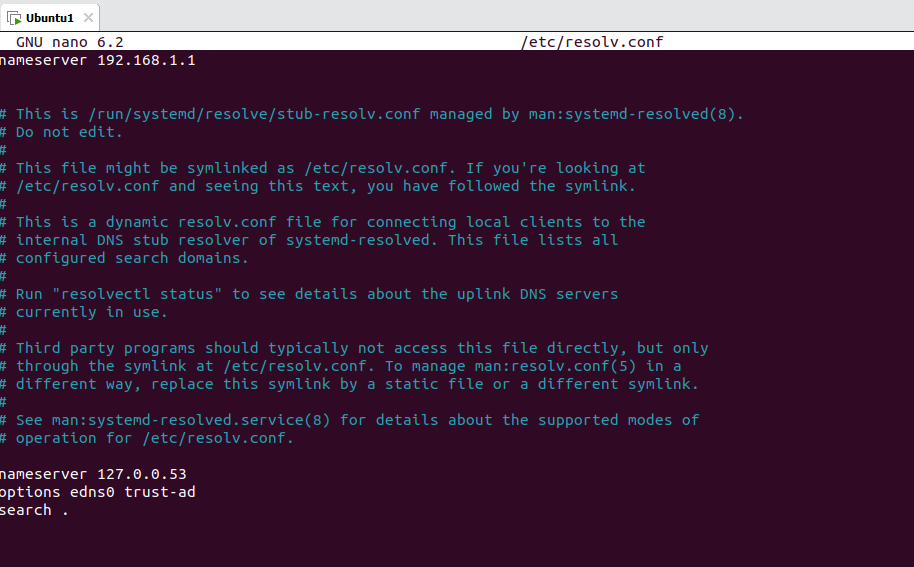 Ubuntu1
GNU nano 6.2 /etc/resolv.conf
nameserver 192.168.1.1
# This is /run/systemd/resolve/stub-resolv.conf managed by man:systemd-resolved(8).
# Do not edit.
#
# This file might be symlinked as /etc/resolv.conf. If you're looking at
# /etc/resolv.conf and seeing this text, you have followed the symlink.
#
# This is a dynamic resolv.conf file for connecting local clients to the
# internal DNS stub resolver of systemd-resolved. This file lists all
# configured search domains.
#
# Run "resolvectl status" to see details about the uplink DNS servers
# currently in use.
#
# Third party programs should typically not access this file directly, but only
# through the symlink at /etc/resolv.conf. To manage man:resolv.conf(5) in a
# different way, replace this symlink by a static file or a different symlink.
#
# See man:systemd-resolved.service(8) for details about the supported modes of
# operation for /etc/resolv.conf.
nameserver 127.0.0.53
options edns0 trust-ad
search .